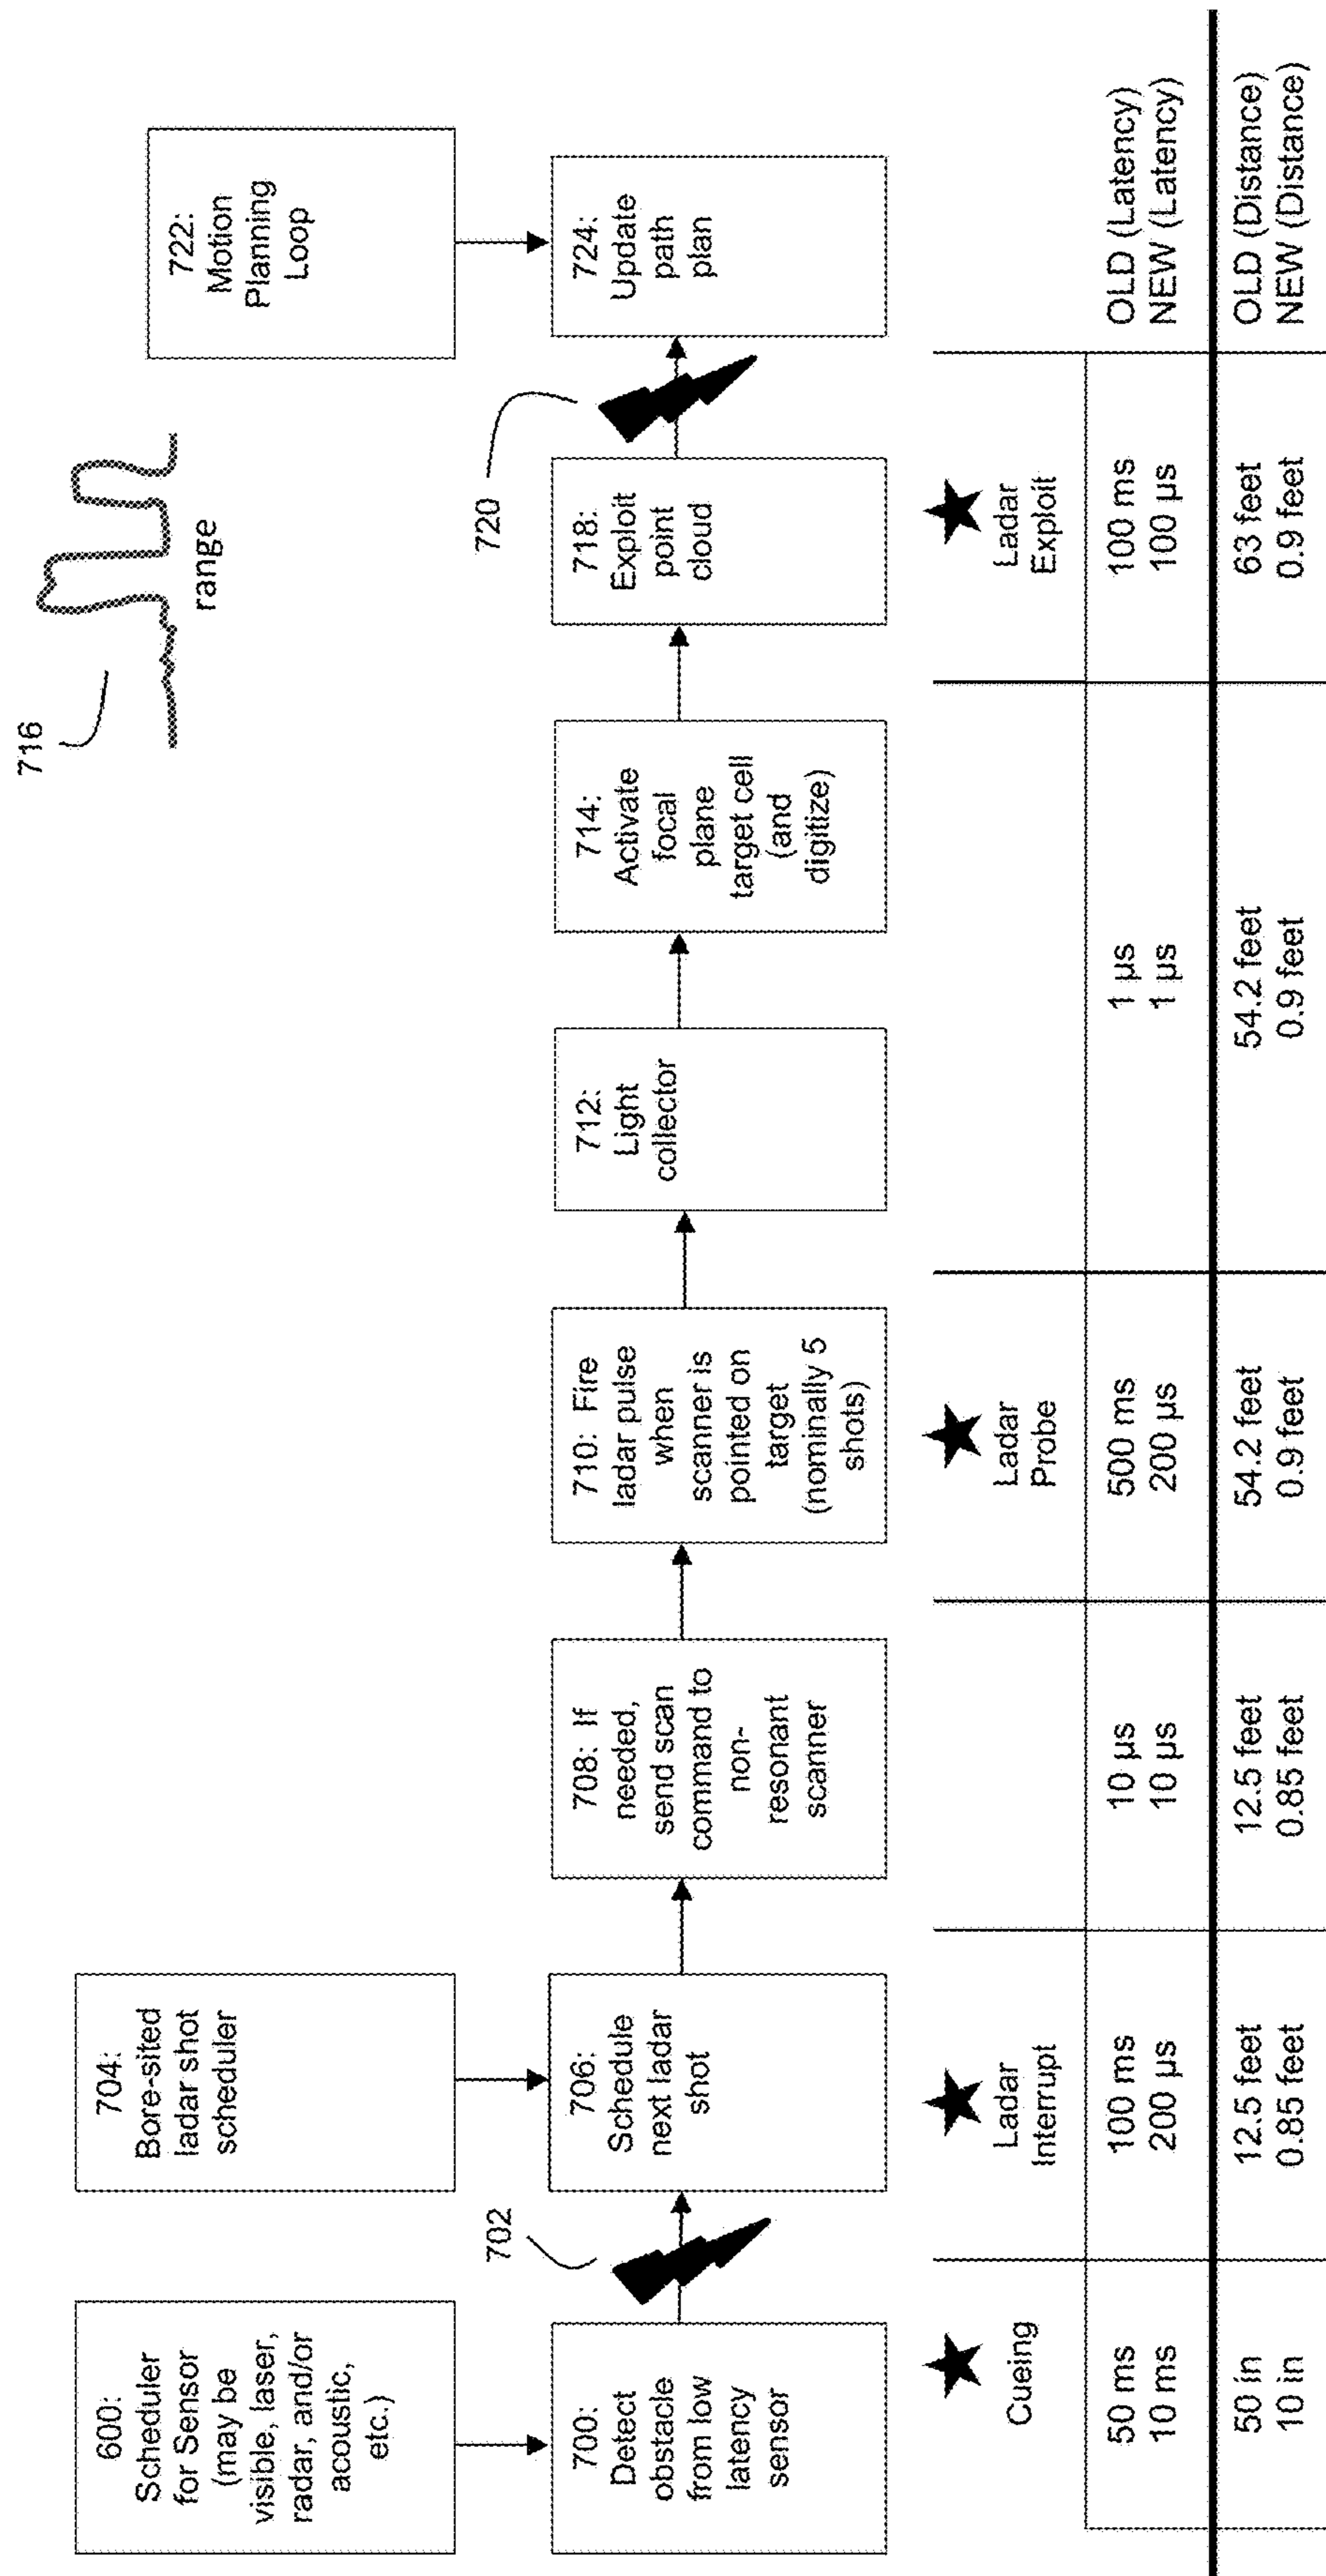 716
range
600:
Scheduler
for Sensor
(may be
visible, laser,
radar, and/or
acoustic,
etc.)
704:
Bore-sited
ladar shot
scheduler
722:
Motion
Planning
Loop
702
720
700:
Detect
obstacle
from low
latency
sensor
706:
Schedule
next ladar
shot
708: If
needed,
send scan
command to
non-
resonant
scanner
710: Fire
ladar pulse
when
scanner is
pointed on
target
(nominally 5
shots)
712:
Light
collector
714:
Activate
focal
plane
target cell
(and
digitize)
718:
Exploit
point
cloud
724:
Update
path
plan
Cueing
Ladar
Interrupt
Ladar
Probe
Ladar
Exploit
50 ms
10 ms
100 ms
200 µs
10 µs
10 µs
500 ms
200 µs
1 µs
1 µs
100 ms
100 µs
OLD (Latency)
NEW (Latency)
50 in
10 in
12.5 feet
0.85 feet
12.5 feet
0.85 feet
54.2 feet
0.9 feet
54.2 feet
0.9 feet
63 feet
0.9 feet
OLD (Distance)
NEW (Distance)